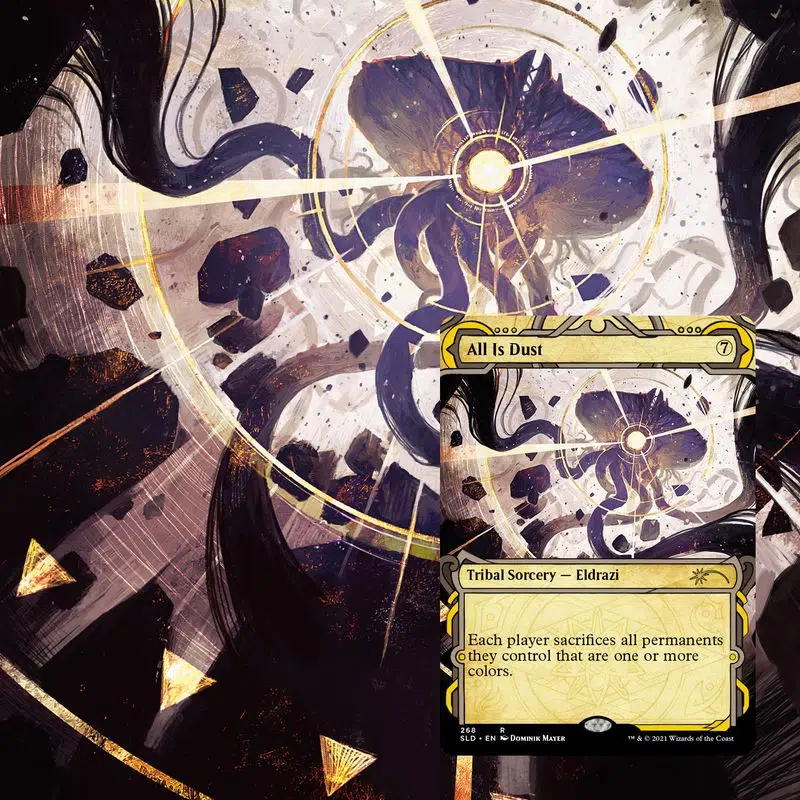 All Is Dust
7
Tribal Sorcery — Eldrazi
Each player sacrifices all permanents
they control that are one or more
colors.
268 R
SLD • EN Dominik Mayer
™ & © 2021 Wizards of the Coast